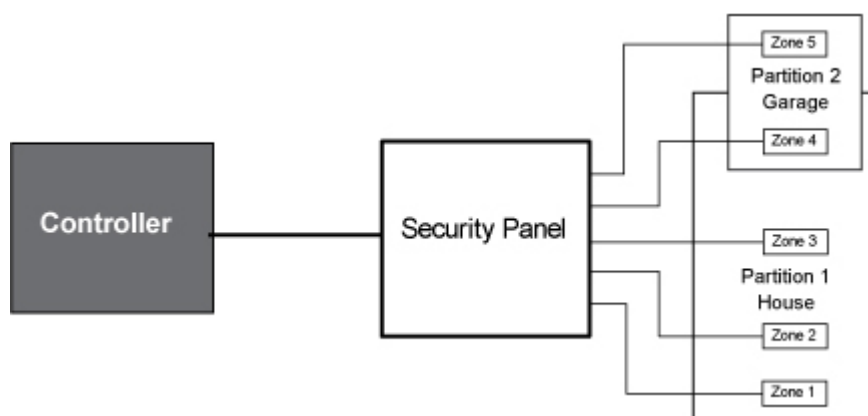 Zone 5
Partition 2
Garage
Zone 4
Controller
Security Panel
Zone 3
Partition 1
House
Zone 2
Zone 1